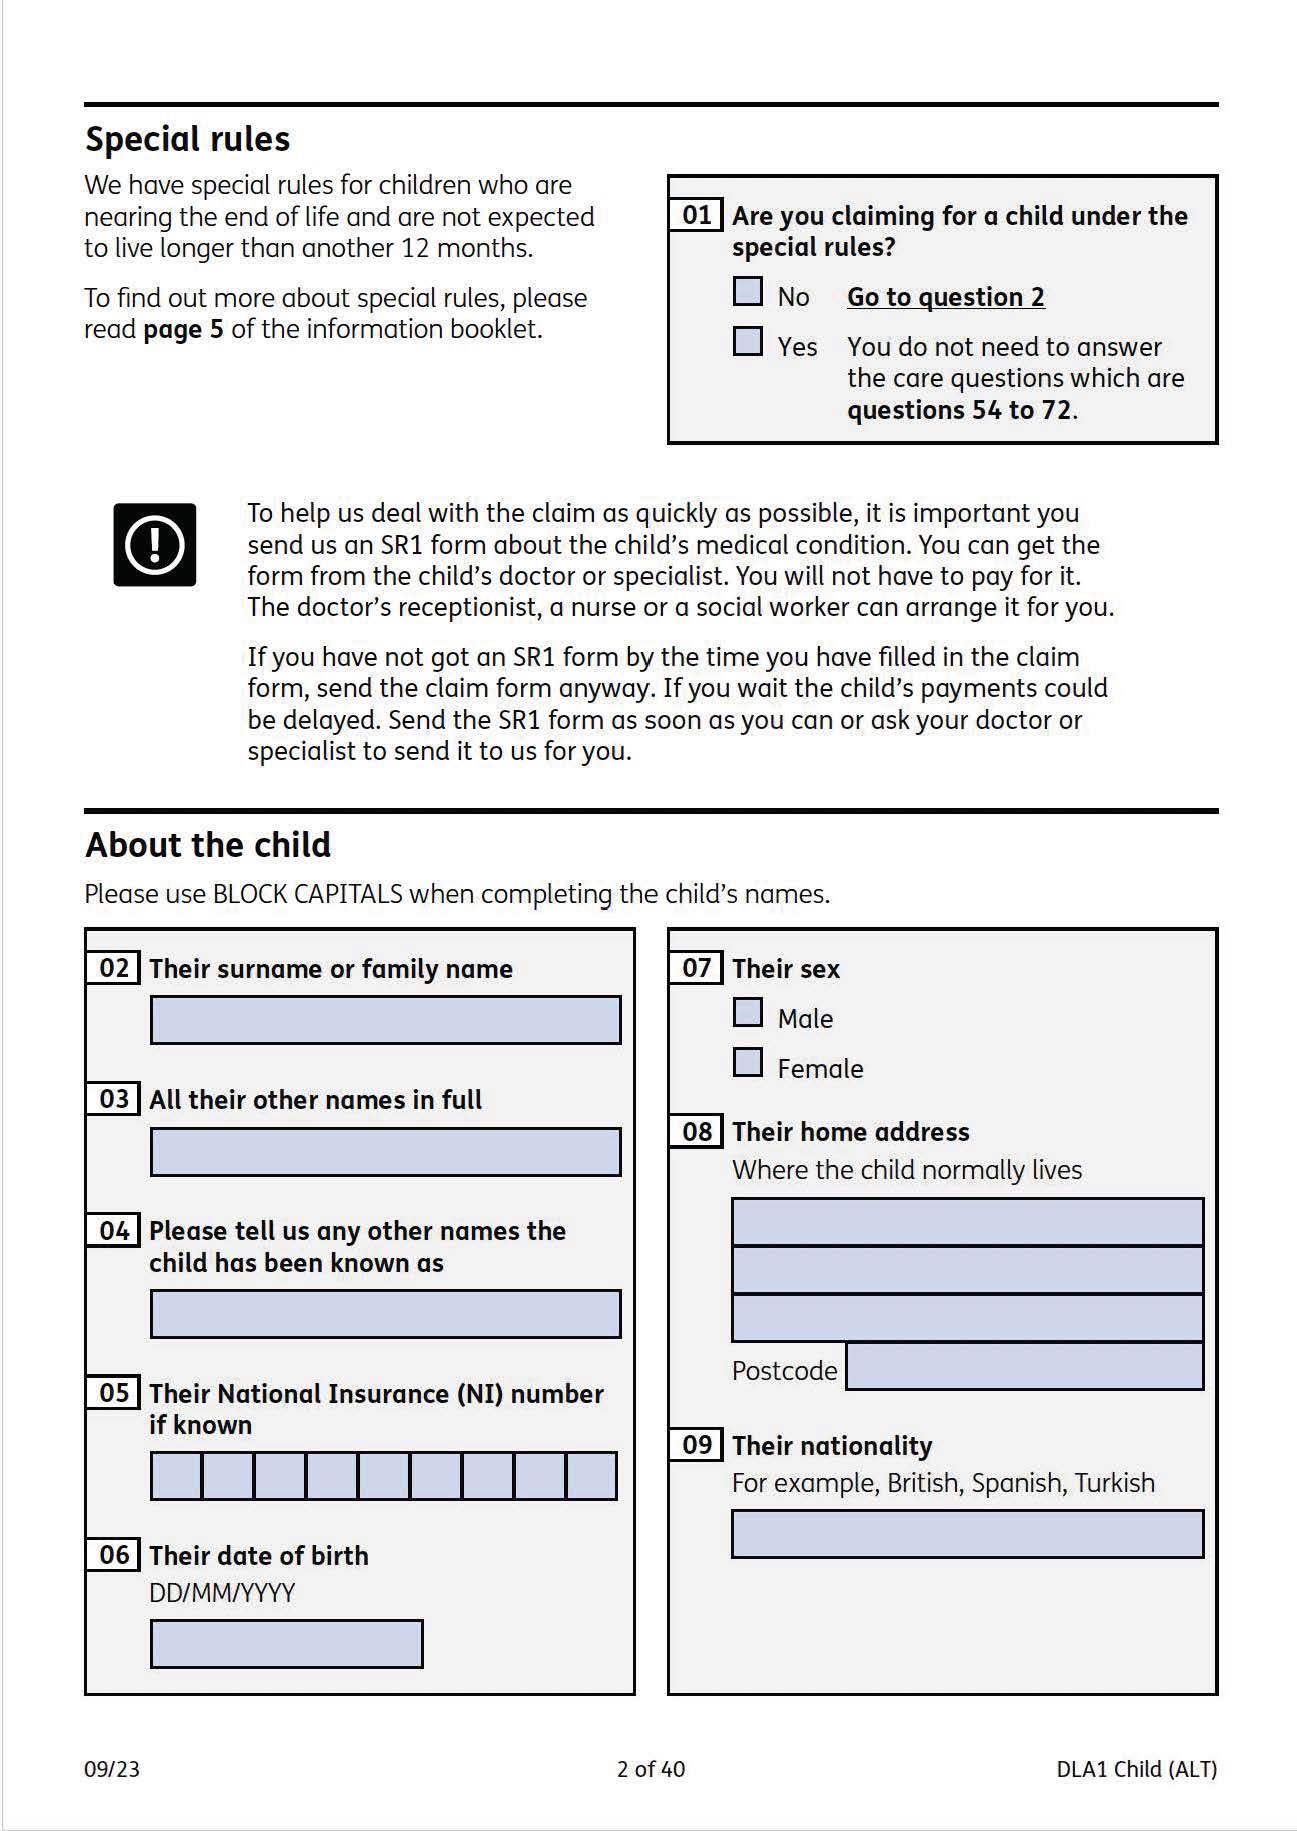 Special rules
We have special rules for children who are
nearing the end of life and are not expected
to live longer than another 12 months.
To find out more about special rules, please
read page 5 of the information booklet.
01 Are you claiming for a child under the
special rules?
No Go to question 2
Yes You do not need to answer
the care questions which are
questions 54 to 72.
To help us deal with the claim as quickly as possible, it is important you
send us an SR1 form about the child’s medical condition. You can get the
form from the child’s doctor or specialist. You will not have to pay for it.
The doctor’s receptionist, a nurse or a social worker can arrange it for you.
If you have not got an SR1 form by the time you have filled in the claim
form, send the claim form anyway. If you wait the child’s payments could
be delayed. Send the SR1 form as soon as you can or ask your doctor or
specialist to send it to us for you.
About the child
Please use BLOCK CAPITALS when completing the child’s names.
02 Their surname or family name
03 All their other names in full
04 Please tell us any other names the
child has been known as
05 Their National Insurance (NI) number
if known
06 Their date of birth
DD/MM/YYYY
07 Their sex
Male
Female
08 Their home address
Where the child normally lives
Postcode
09 Their nationality
For example, British, Spanish, Turkish
09/23
2 of 40
DLA1 Child (ALT)